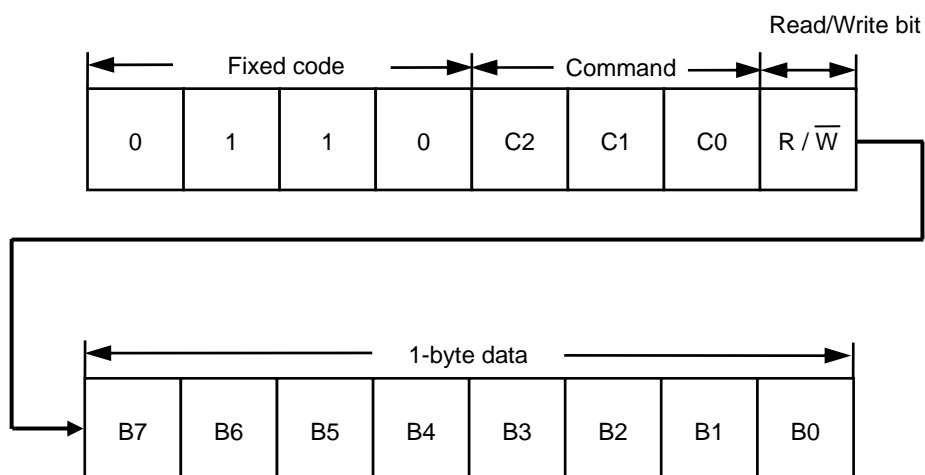 Read/Write bit
Fixed code Command
0 1 1 0 C2 C1 C0 R / W̅
1-byte data
B7 B6 B5 B4 B3 B2 B1 B0